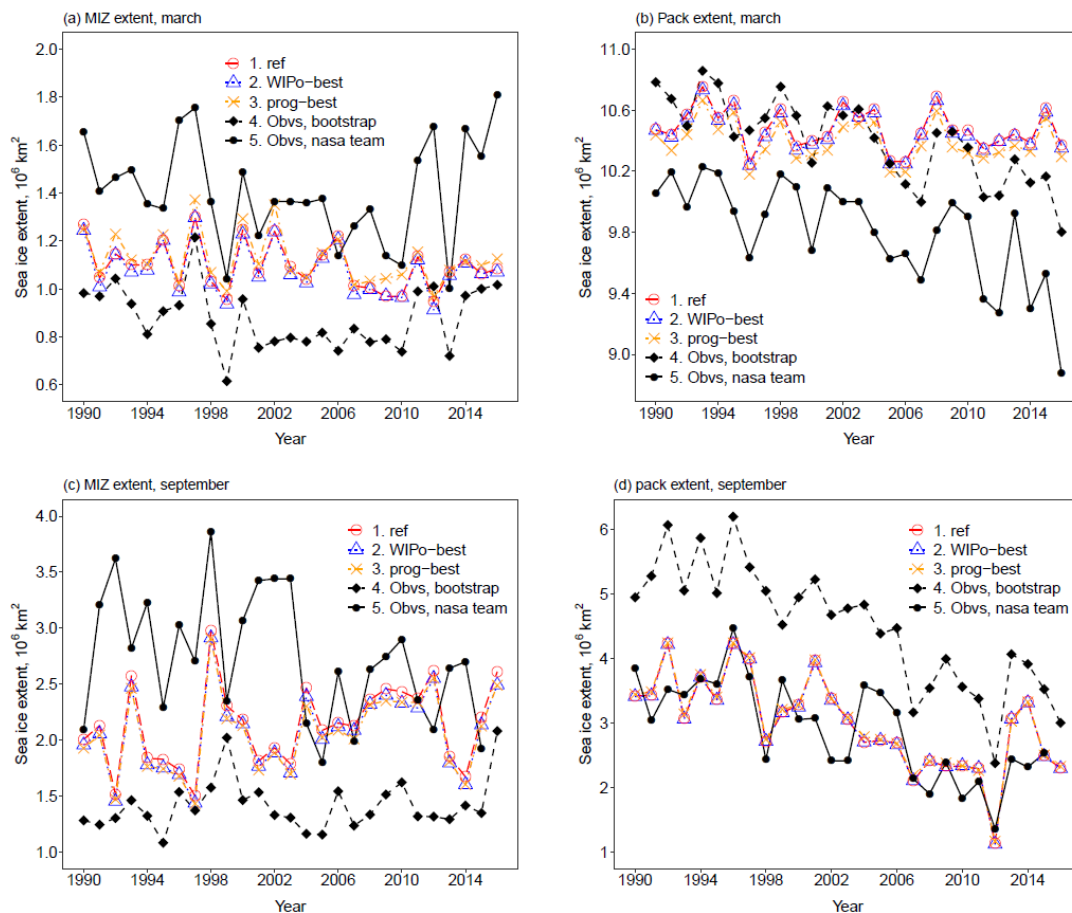 (a) MIZ extent, march
2.0
1.8
1.6
1.4
1.2
1.0
0.8
0.6
Sea ice extent, 10⁶ km²
1. ref
2. WIPo−best
3. prog−best
4. Obvs, bootstrap
5. Obvs, nasa team
1990 1994 1998 2002 2006 2010 2014
Year
(b) Pack extent, march
11.0
10.6
10.2
9.8
9.4
9.0
Sea ice extent, 10⁶ km²
1. ref
2. WIPo−best
3. prog−best
4. Obvs, bootstrap
5. Obvs, nasa team
1990 1994 1998 2002 2006 2010 2014
Year
(c) MIZ extent, september
4.0
3.5
3.0
2.5
2.0
1.5
1.0
Sea ice extent, 10⁶ km²
1. ref
2. WIPo−best
3. prog−best
4. Obvs, bootstrap
5. Obvs, nasa team
1990 1994 1998 2002 2006 2010 2014
Year
(d) pack extent, september
6
5
4
3
2
1
Sea ice extent, 10⁶ km²
1. ref
2. WIPo−best
3. prog−best
4. Obvs, bootstrap
5. Obvs, nasa team
1990 1994 1998 2002 2006 2010 2014
Year